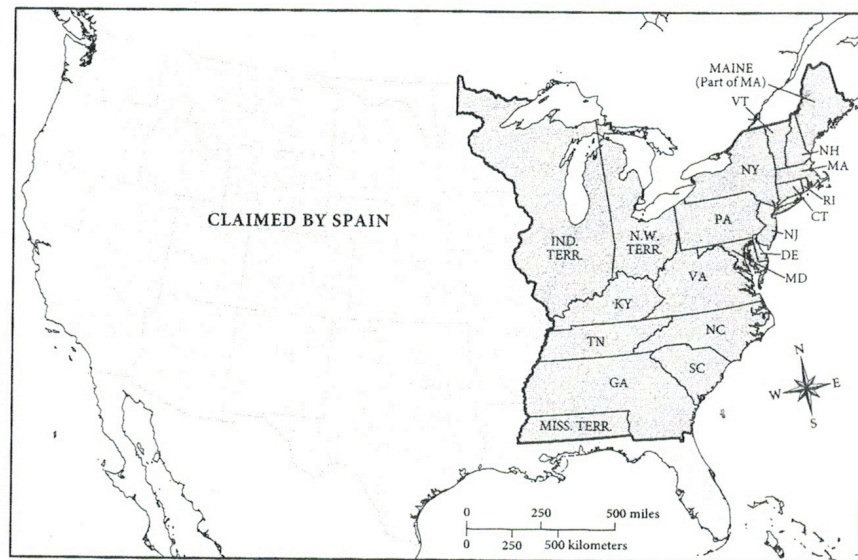 MAINE
(Part of MA)
VT
NH
MA
NY
RI
CT
CLAIMED BY SPAIN
PA
NJ
IND.
TERR.
N.W.
TERR.
DE
VA
MD
KY
NC
TN
N
SC
GA
W
E
S
MISS. TERR.
0 250 500 miles
0 250 500 kilometers